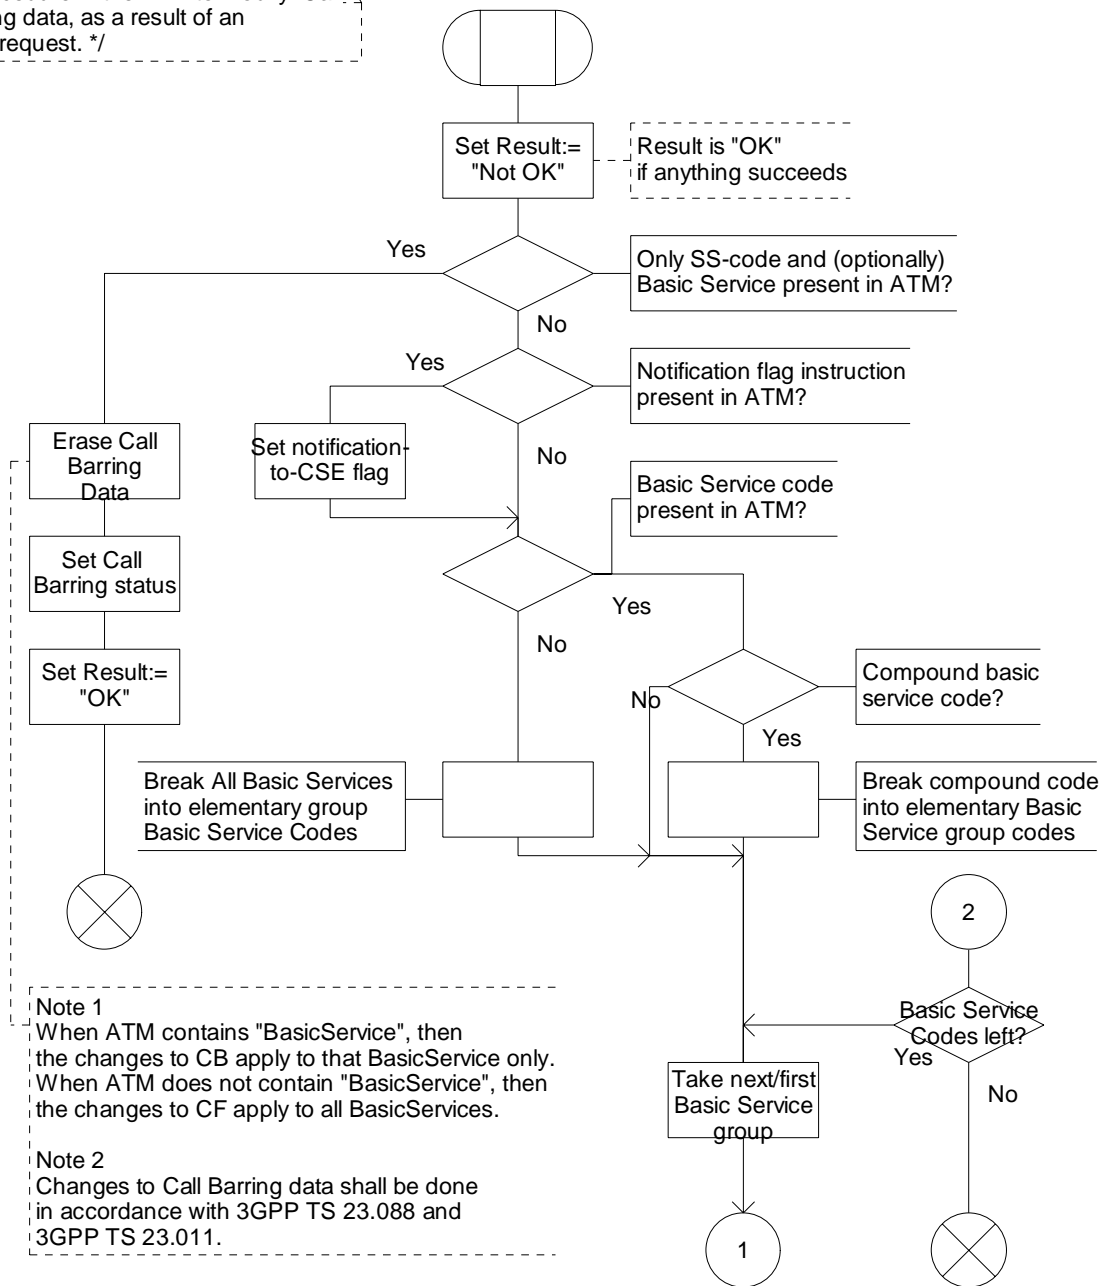 ng data, as a result of an
request. */
Set Result:=
"Not OK"
Result is "OK"
if anything succeeds
Yes
Only SS-code and (optionally)
Basic Service present in ATM?
No
Yes
Notification flag instruction
present in ATM?
Erase Call
Barring
Data
Set notification-
to-CSE flag
No
Basic Service code
present in ATM?
Set Call
Barring status
Yes
No
Set Result:=
"OK"
No
Compound basic
service code?
Yes
Break All Basic Services
into elementary group
Basic Service Codes
Break compound code
into elementary Basic
Service group codes
2
Note 1
When ATM contains "BasicService", then
the changes to CB apply to that BasicService only.
When ATM does not contain "BasicService", then
the changes to CF apply to all BasicServices.
Note 2
Changes to Call Barring data shall be done
in accordance with 3GPP TS 23.088 and
3GPP TS 23.011.
Basic Service
Codes left?
Yes
Take next/first
Basic Service
group
No
1